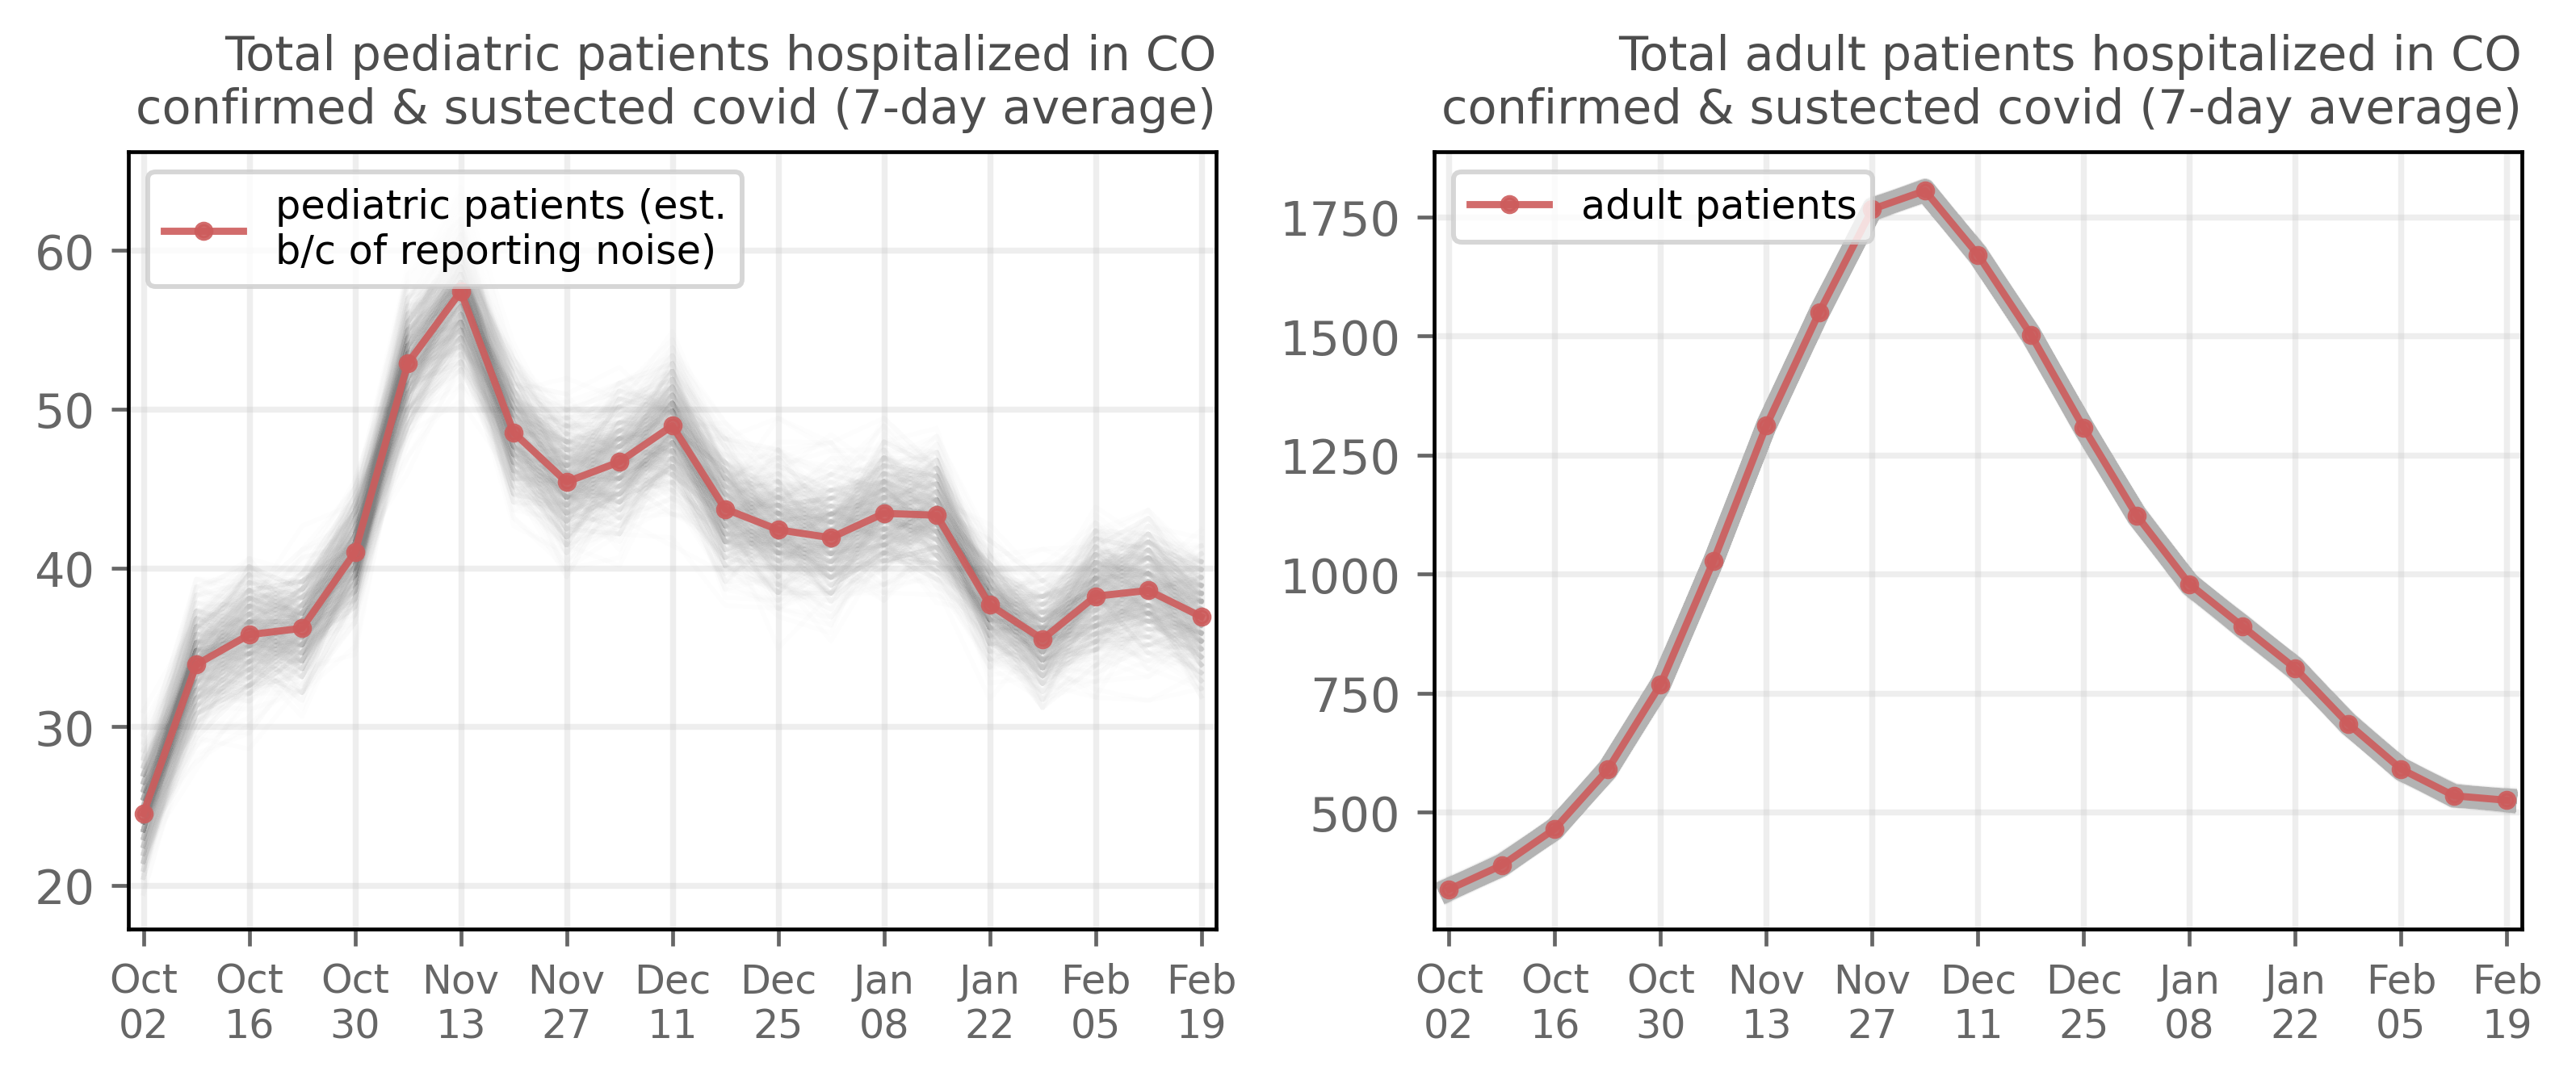 Total pediatric patients hospitalized in CO
confirmed & sustected covid (7-day average)
pediatric patients (est.
b/c of reporting noise)
60
50
40
30
20
Oct Oct Oct Nov Nov Dec Dec Jan Jan Feb Feb
02 16 30 13 27 11 25 08 22 05 19
Total adult patients hospitalized in CO
confirmed & sustected covid (7-day average)
adult patients
1750
1500
1250
1000
750
500
Oct Oct Oct Nov Nov Dec Dec Jan Jan Feb Feb
02 16 30 13 27 11 25 08 22 05 19